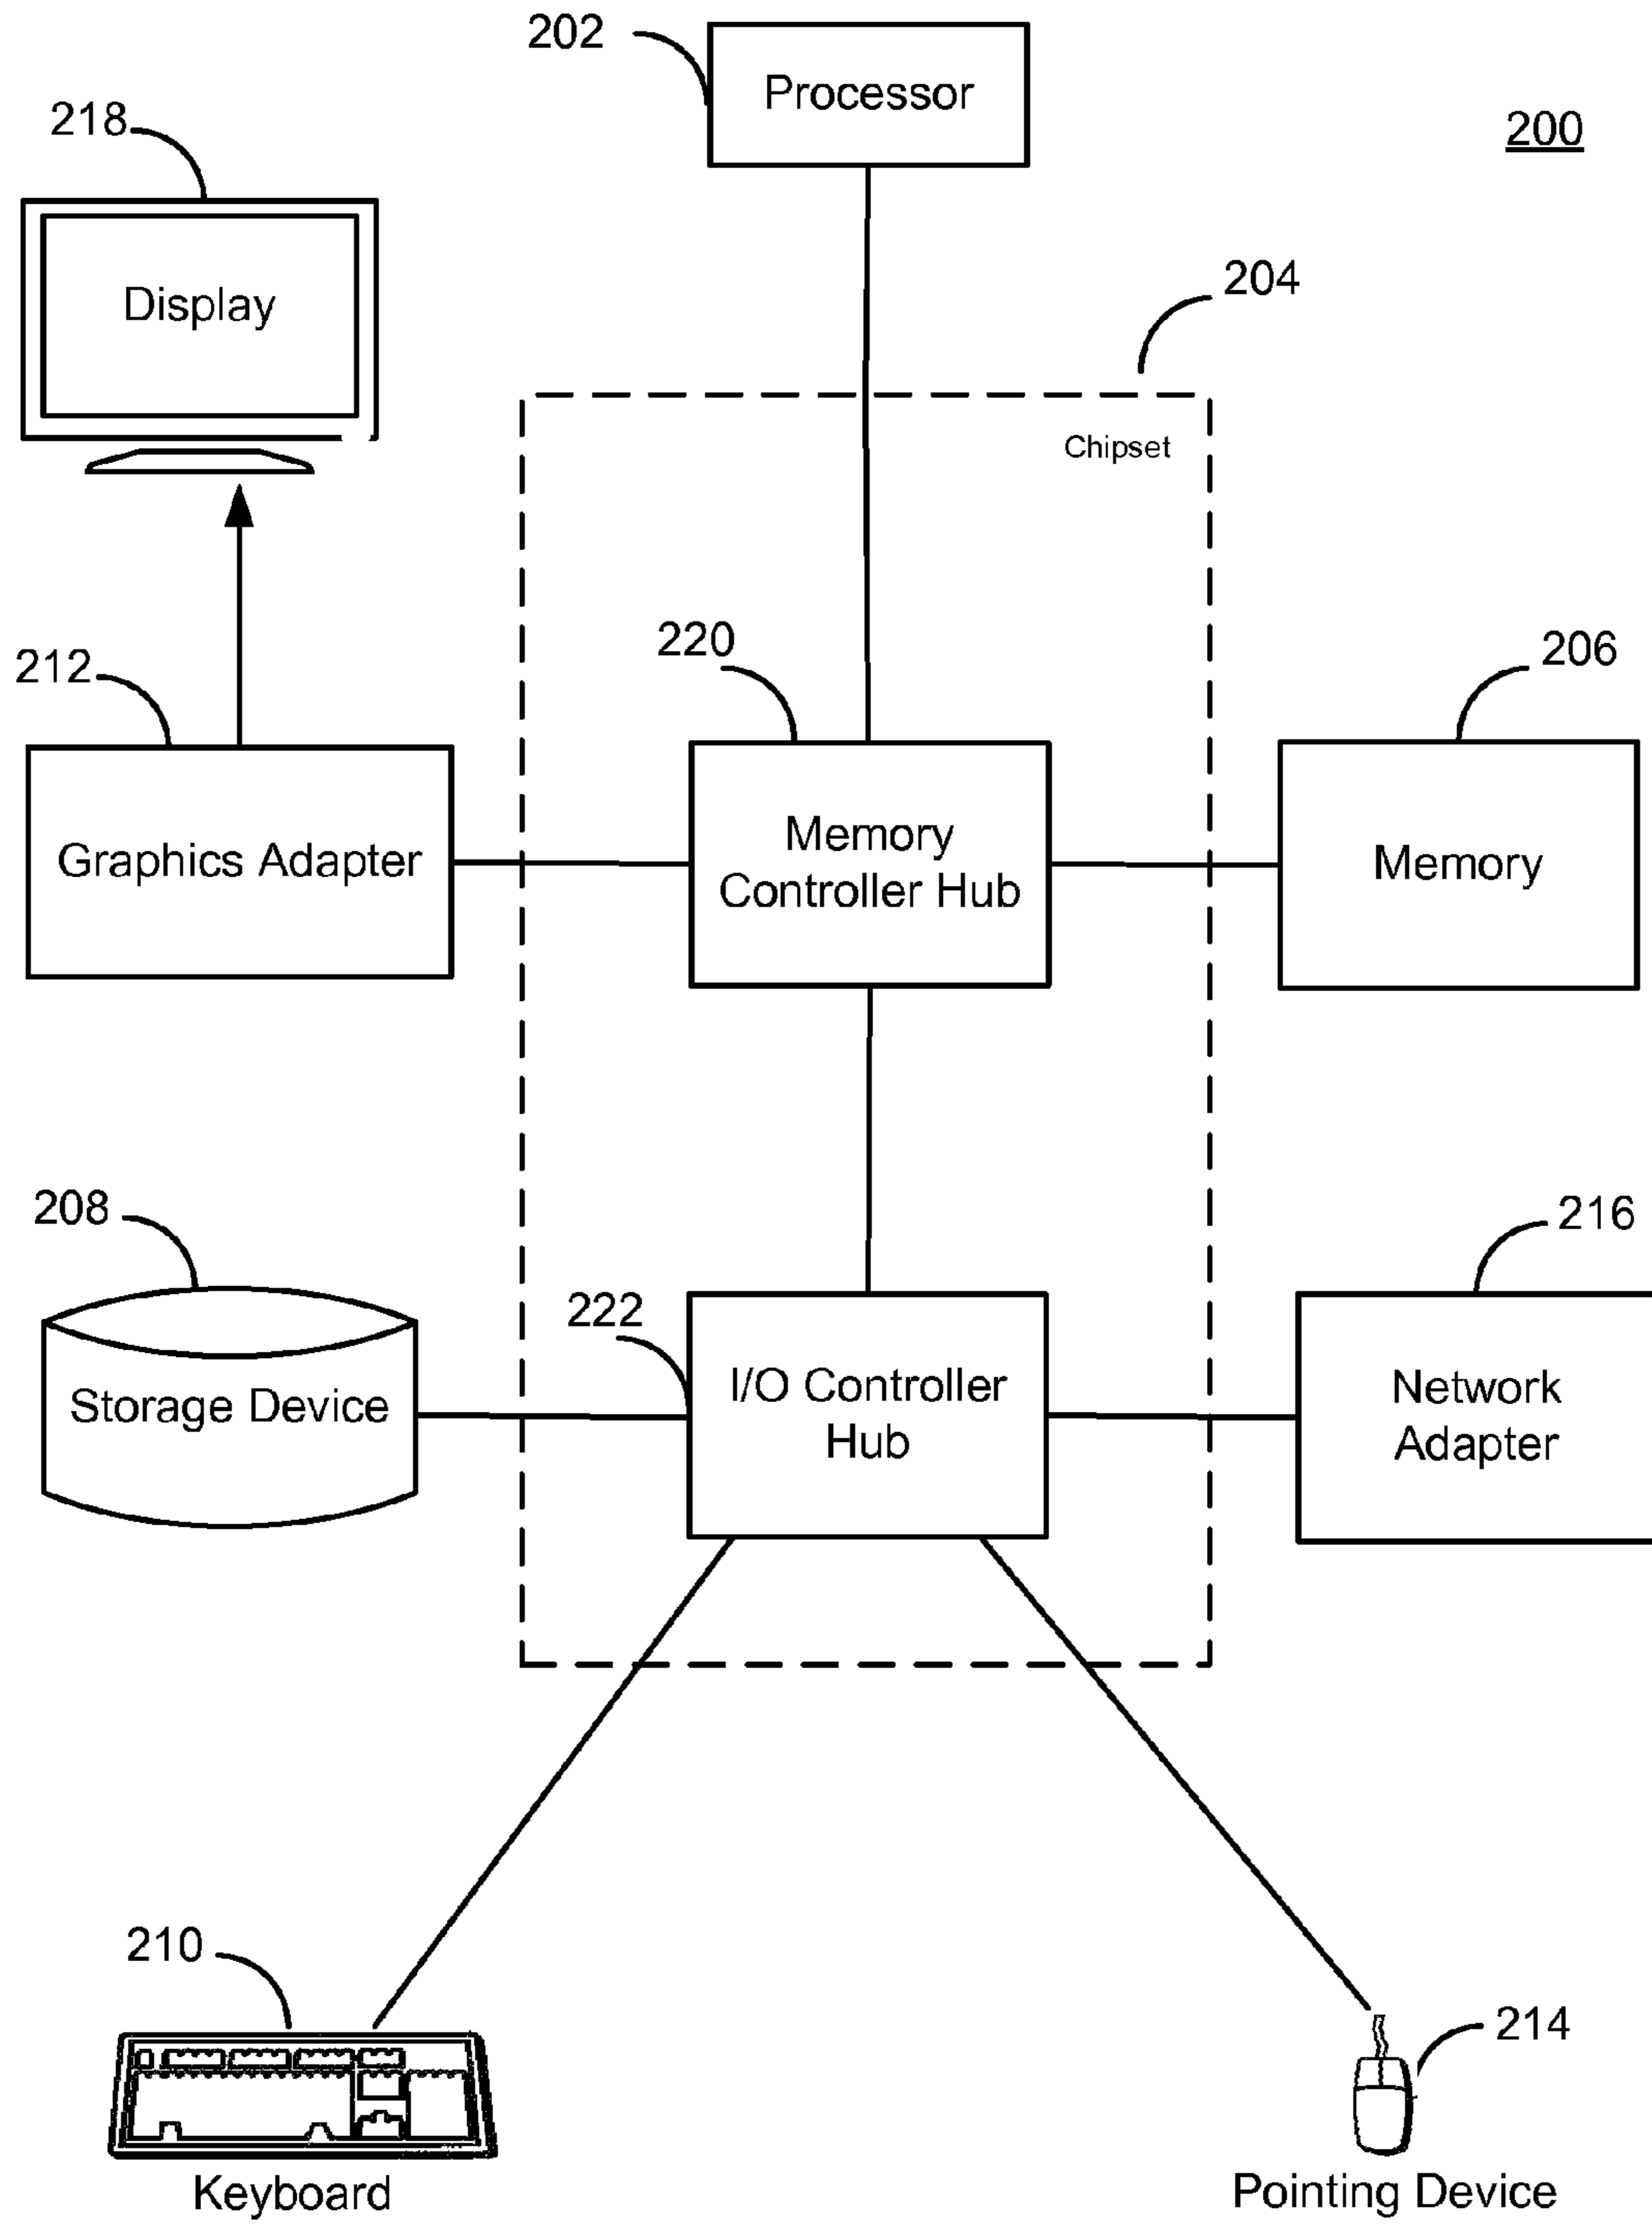 202
Processor
200
218
Display
204
Chipset
220
206
212
Graphics Adapter
Memory
Controller Hub
Memory
208
216
222
Storage Device
I/O Controller
Hub
Network
Adapter
210
214
Keyboard
Pointing Device